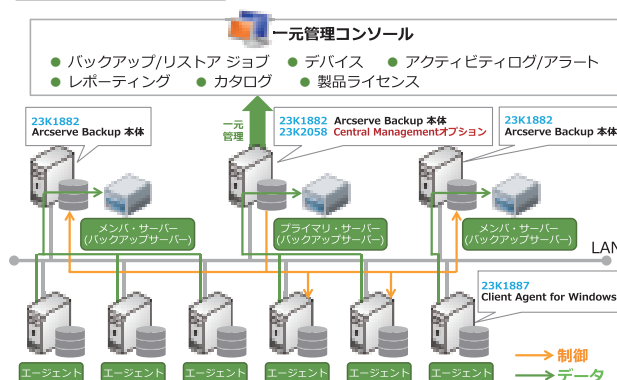 一元管理コンソール
● バックアップ/リストア ジョブ ● デバイス ● アクティビティログ/アラート
● レポーティング ● カタログ ● 製品ライセンス
23K1882
Arcserve Backup 本体
一元
管理
23K1882 Arcserve Backup 本体
23K2058 Central Managementオプション
23K1882
Arcserve Backup 本体
メンバ・サーバー
(バックアップサーバー)
プライマリ・サーバー
(バックアップサーバー)
メンバ・サーバー
(バックアップサーバー)
LAN
23K1887
Client Agent for Windows
エージェント
エージェント
エージェント
エージェント
エージェント
エージェント
制御
データ